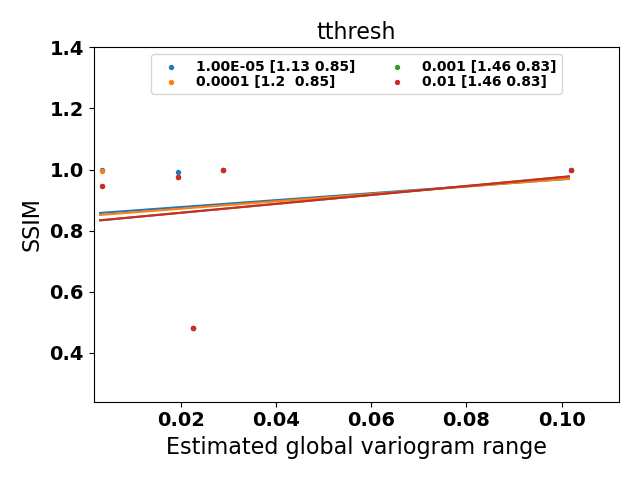 tthresh
1.00E-05 [1.13 0.85]
0.0001 [1.2  0.85]
0.001 [1.46 0.83]
0.01 [1.46 0.83]
1.4
1.2
1.0
0.8
0.6
0.4
SSIM
0.02 0.04 0.06 0.08 0.10
Estimated global variogram range